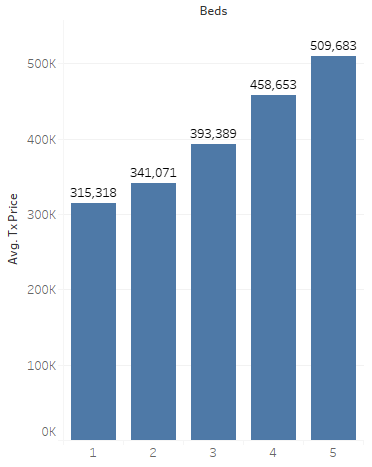 Beds
Avg. Tx Price
500K
400K
300K
200K
100K
0K
315,318
341,071
393,389
458,653
509,683
1 2 3 4 5